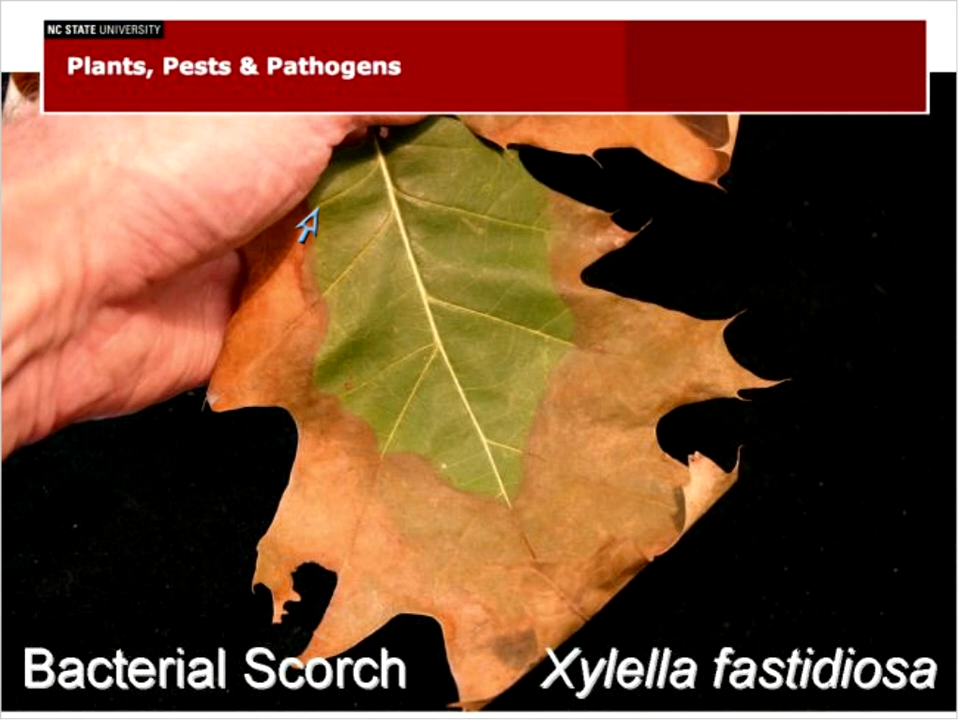 NC STATE UNIVERSITY
Plants, Pests & Pathogens
Bacterial Scorch
Xylella fastidiosa